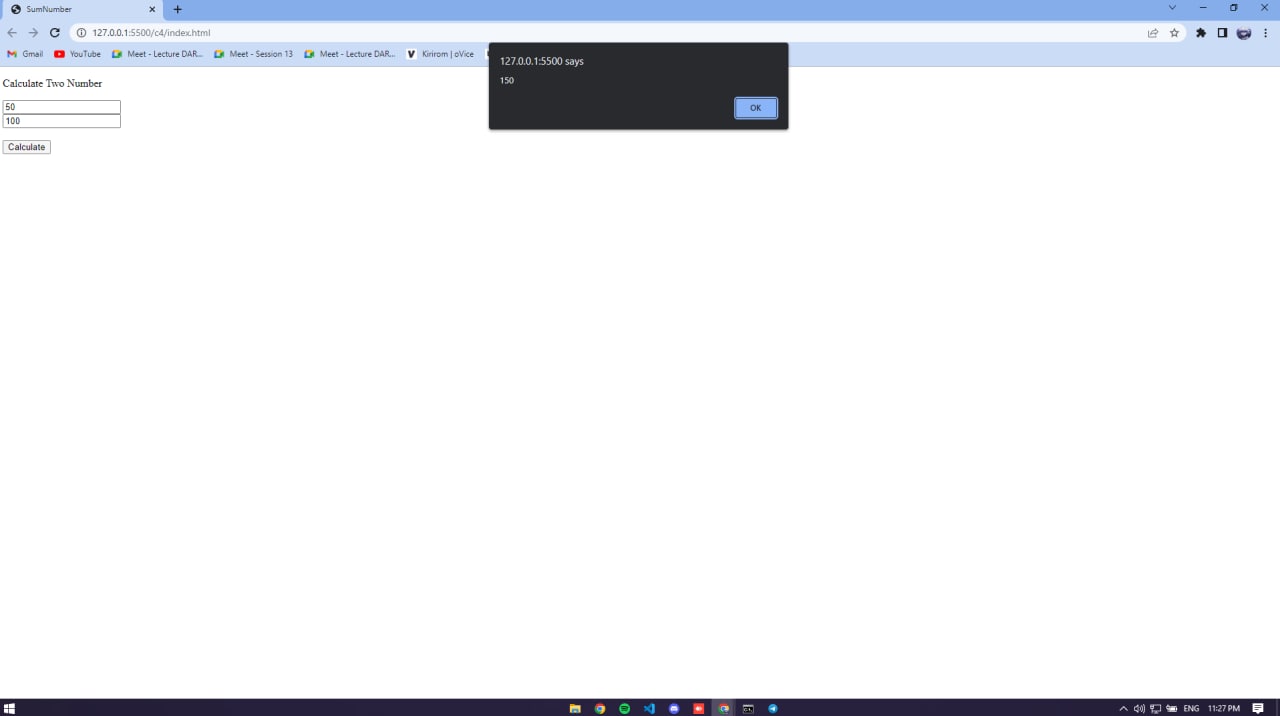 SumNumber
127.0.0.1:5500/c4/index.html
Gmail YouTube Meet - Lecture DAR... Meet - Session 13 Meet - Lecture DAR... Kirirom | oVice
127.0.0.1:5500 says
150
OK
Calculate Two Number
50
100
Calculate
ENG 11:27 PM